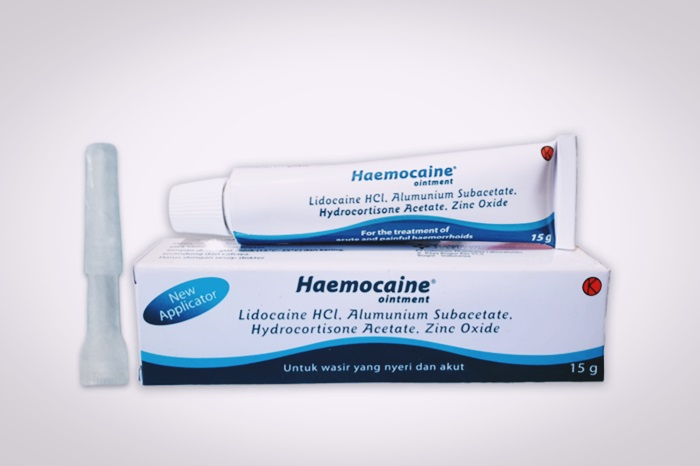 Haemocaine®
ointment
Lidocaine HCl, Alumunium Subacetate,
Hydrocortisone Acetate, Zinc Oxide
For the treatment of
acute and painful haemorrhoids
15 g
K
New
Applicator
Haemocaine®
ointment
Lidocaine HCl, Alumunium Subacetate,
Hydrocortisone Acetate, Zinc Oxide
Untuk wasir yang nyeri dan akut
15 g
K